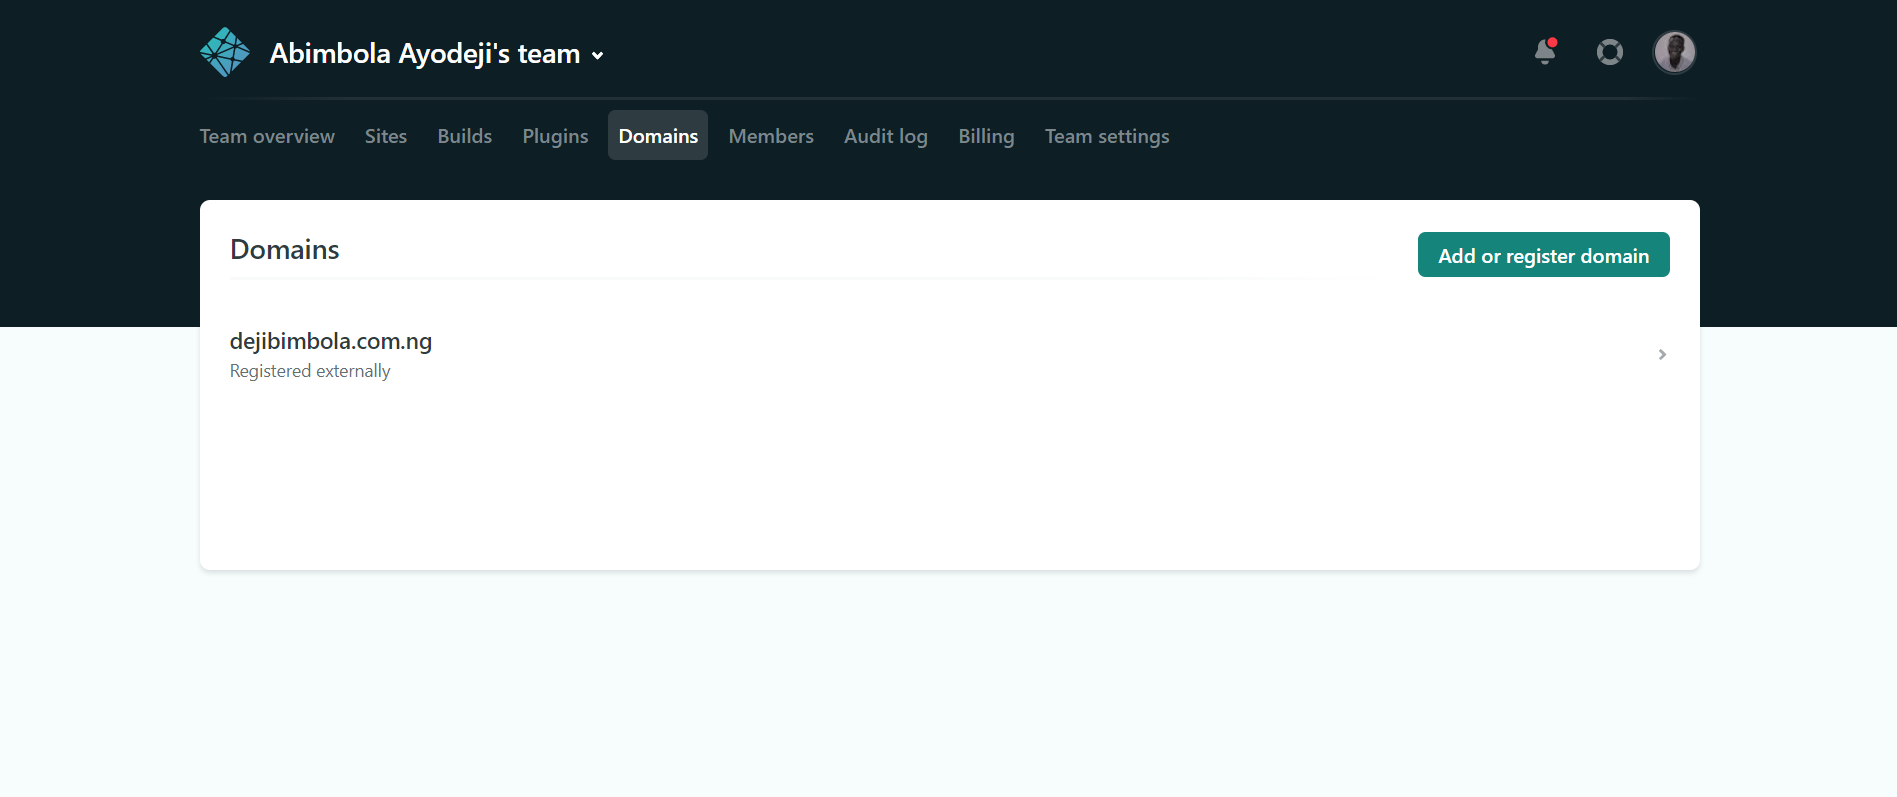 Abimbola Ayodeji's team
Team overview Sites Builds Plugins Domains Members Audit log Billing Team settings
Domains
Add or register domain
dejibimbola.com.ng
Registered externally